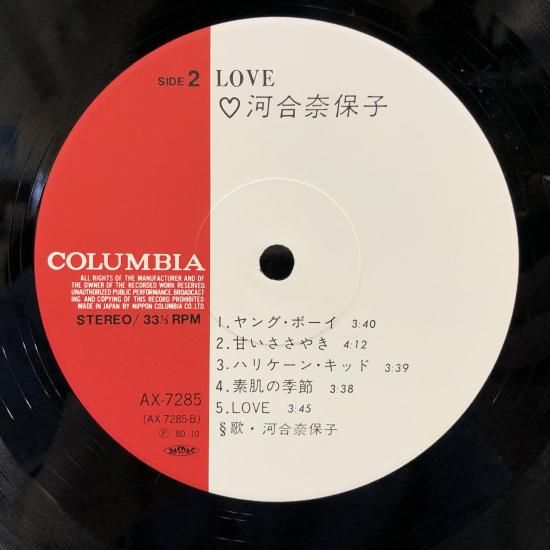 SIDE 2
LOVE
♡河合奈保子
COLUMBIA
ALL RIGHTS OF THE MANUFACTURER AND OF
THE OWNER OF THE RECORDED WORK RESERVED.
UNAUTHORIZED PUBLIC PERFORMANCE, BROADCAST
ING AND COPYING OF THIS RECORD PROHIBITED.
MADE IN JAPAN BY NIPPON COLUMBIA CO., LTD.
STEREO/33⅓ RPM
1.ヤング・ボーイ 3:40
2.甘いささやき 4:12
3.ハリケーン・キッド 3:39
4.素肌の季節 3:38
5.LOVE 3:45
§歌・河合奈保子
AX-7285
(AX-7285-B)
Ⓟ '80.10
JASRAC